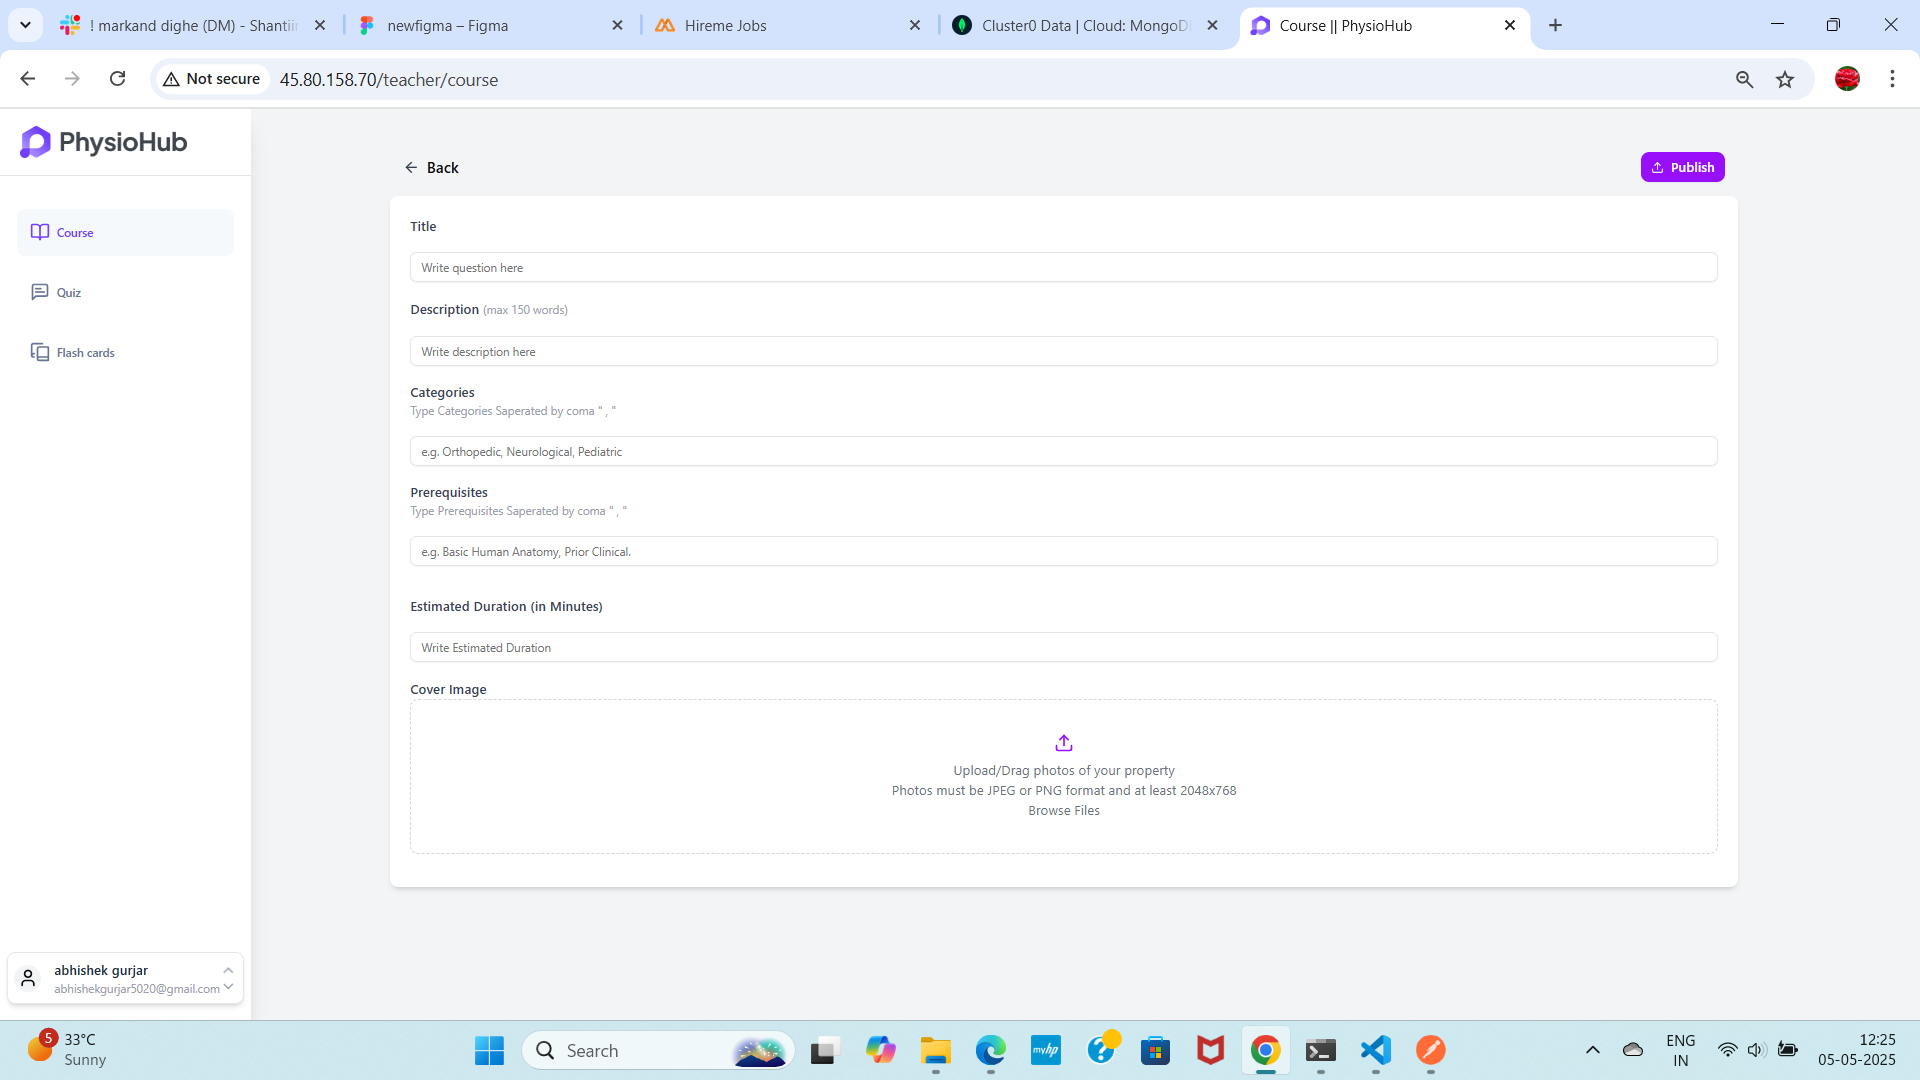 ! markand dighe (DM) - Shantiin
newfigma – Figma
Hireme Jobs
Cluster0 Data | Cloud: MongoD
Course || PhysioHub
Not secure
45.80.158.70/teacher/course
PhysioHub
Back
Publish
Course
Quiz
Flash cards
Title
Write question here
Description (max 150 words)
Write description here
Categories
Type Categories Saperated by coma " , "
e.g. Orthopedic, Neurological, Pediatric
Prerequisites
Type Prerequisites Saperated by coma " , "
e.g. Basic Human Anatomy, Prior Clinical.
Estimated Duration (in Minutes)
Write Estimated Duration
Cover Image
Upload/Drag photos of your property
Photos must be JPEG or PNG format and at least 2048x768
Browse Files
abhishek gurjar
abhishekgurjar5020@gmail.com
5
33°C
Sunny
Search
myhp
ENG
IN
12:25
05-05-2025